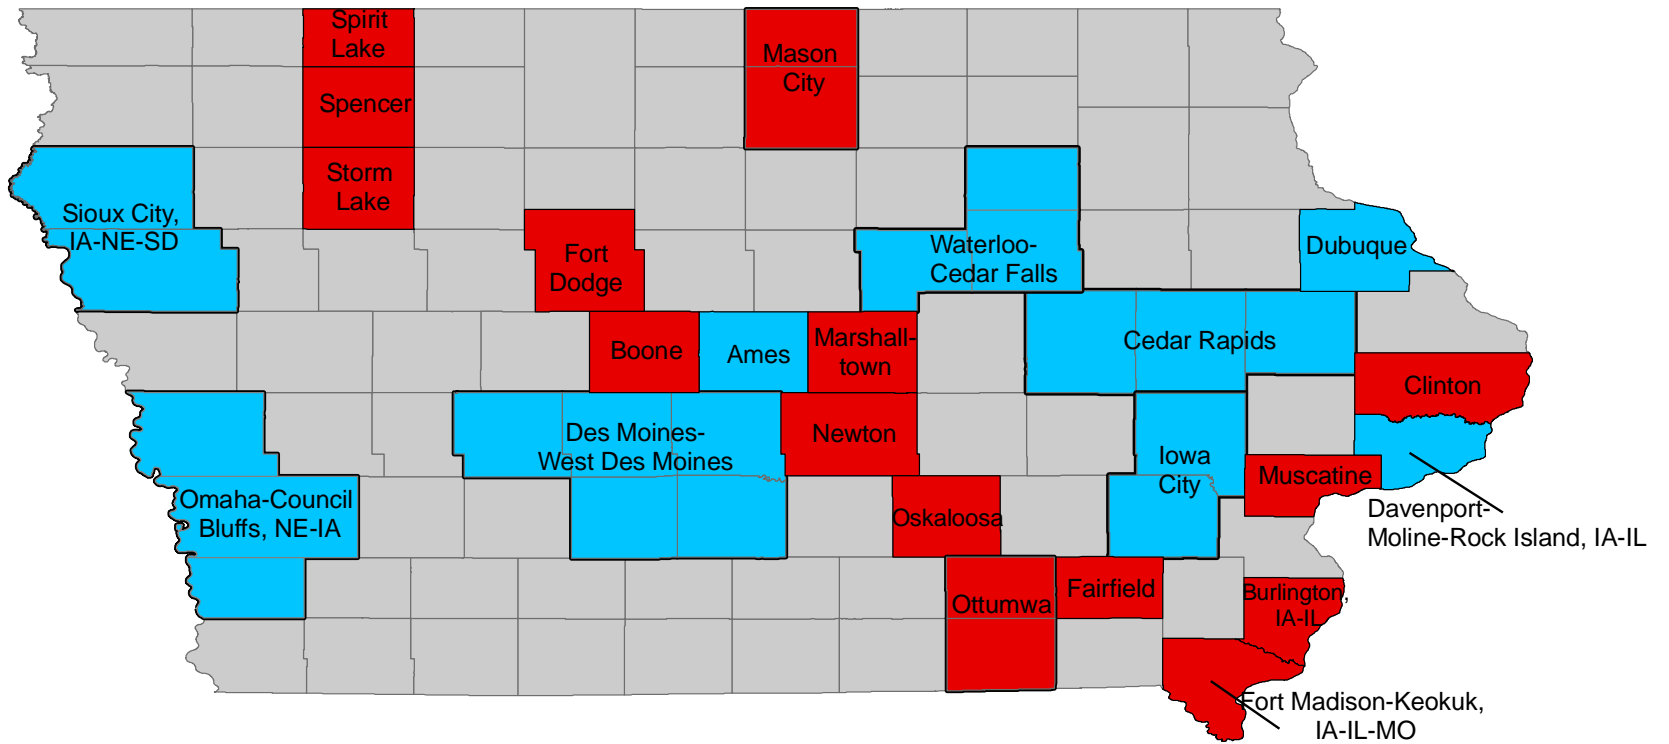 Spirit
Lake
Mason
City
Spencer
Storm
Lake
Sioux City,
IA-NE-SD
Fort
Dodge
Waterloo-
Cedar Falls
Dubuque
Boone
Ames
Marshall-
town
Cedar Rapids
Clinton
Des Moines-
West Des Moines
Newton
Iowa
City
Muscatine
Omaha-Council
Bluffs, NE-IA
Oskaloosa
Davenport-
Moline-Rock Island, IA-IL
Ottumwa
Fairfield
Burlington,
IA-IL
Fort Madison-Keokuk,
IA-IL-MO